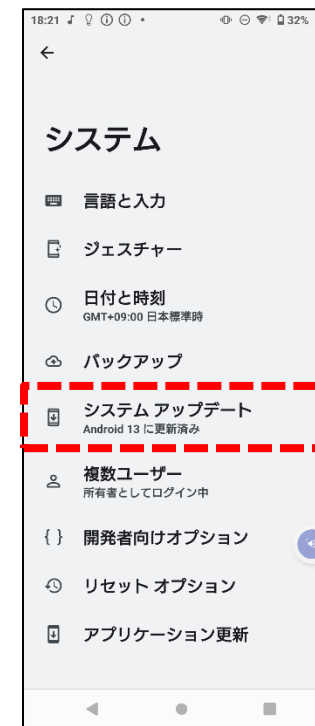 18:21
32%
システム
言語と入力
ジェスチャー
日付と時刻
GMT+09:00 日本標準時
バックアップ
システム アップデート
Android 13 に更新済み
複数ユーザー
所有者としてログイン中
開発者向けオプション
リセット オプション
アプリケーション更新